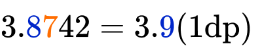 3.8742 = 3.9(1dp)